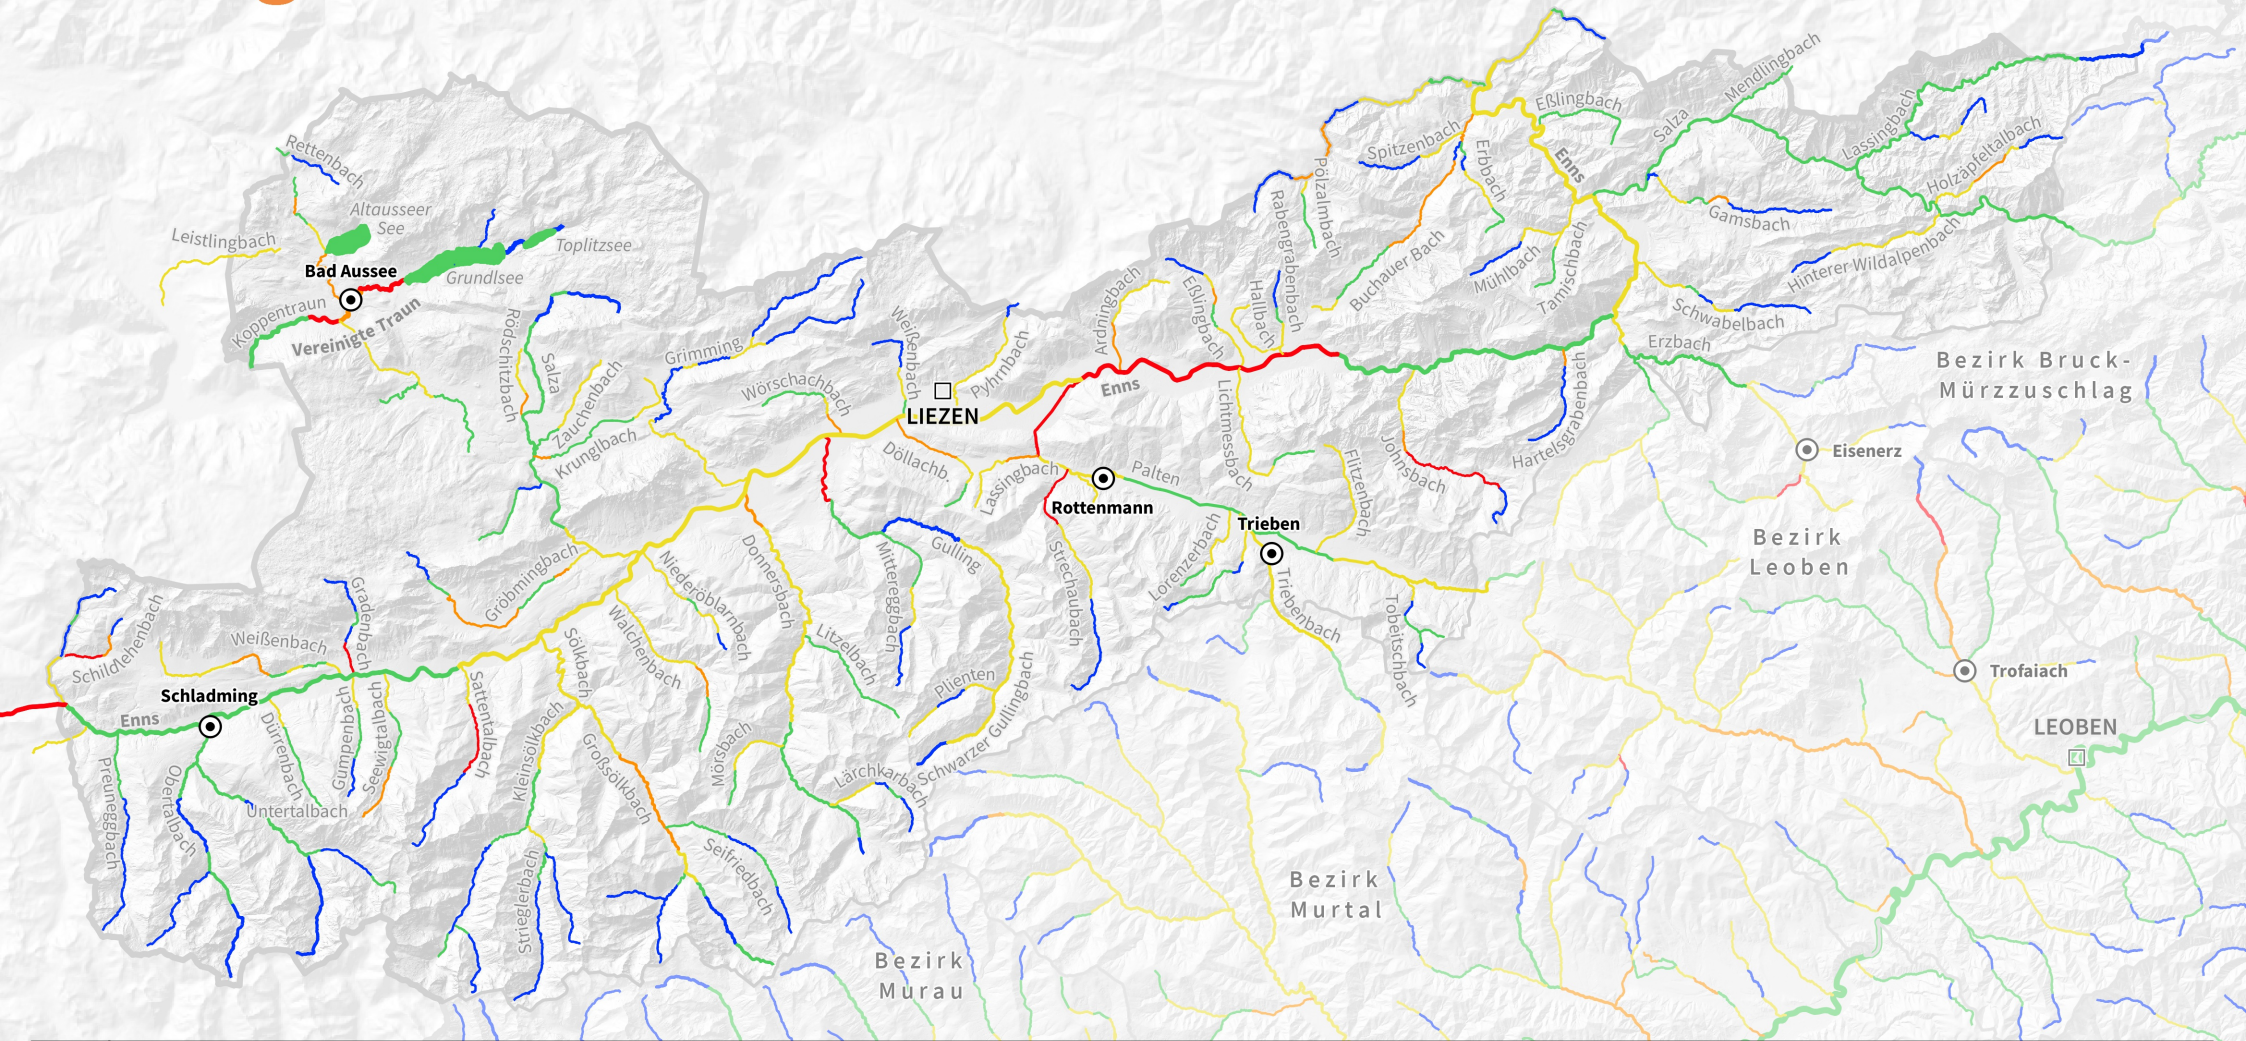 Mendlingbach
Eßlingbach
Salza
Lassingbach
Spitzenbach
Erbbach
Enns
Holzäpfeltalbach
Rettenbach
Altausseer
See
Leistlingbach
Toplitzsee
Bad Aussee
Grundlsee
Koppentraun
Vereinigte Traun
Pölzalmbach
Rabengrabenbach
Gamsbach
Buchauer Bach
Mühlbach
Tamischbach
Hinterer Wildalpenbach
Ardningbach
Eßlingbach
Hallbach
Schwabelbach
Erzbach
Rödschitzbach
Salza
Zauchenbach
Grimming
Weißenbach
Pyhrnbach
Wörschachbach
LIEZEN
Enns
Lichtmessbach
Hartelsgrabenbach
Bezirk Bruck-
Mürzzuschlag
Krunglbach
Döllachb.
Lassingbach
Palten
Rottenmann
Flitzenbach
Johnsbach
Eisenerz
Trieben
Bezirk
Leoben
Gröbmingbach
Niederöblarnbach
Donnersbach
Mittereggbach
Gulling
Strechaubach
Lorenzerbach
Triebenbach
Tobeitschbach
Schildlehenbach
Weißenbach
Gradenbach
Sölkbach
Walchenbach
Litzelbach
Plienten
Schwarzer Gullingbach
Trofaiach
Schladming
Enns
LEOBEN
Preuneggbach
Obertalbach
Dürrenbach
Untertalbach
Gumpenbach
Seewigtalbach
Sattentalbach
Kleinsölkbach
Großsölkbach
Mörsbach
Lärchkarbach
Strieglerbach
Seifriedbach
Bezirk
Murtal
Bezirk
Murau